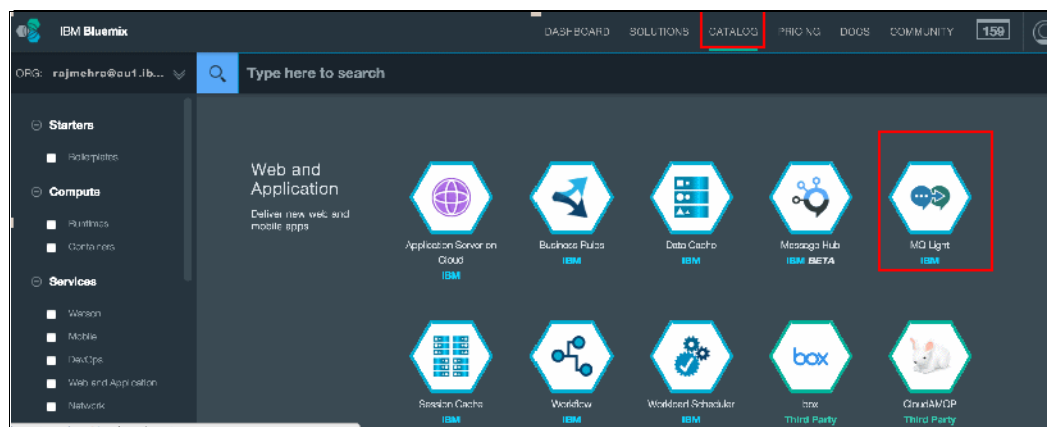 IBM Bluemix
DASHBOARD SOLUTIONS CATALOG PRICING DOCS COMMUNITY 159
ORG: rajmehra@au1.ib...
Type here to search
Starters
Boilerplates
Compute
Runtimes
Containers
Services
Watson
Mobile
DevOps
Web and Application
Network
Web and
Application
Deliver new web and
mobile apps
Application Server on
Cloud
IBM
Business Rules
IBM
Data Cache
IBM
Message Hub
IBM BETA
MQ Light
IBM
Session Cache
IBM
Workflow
IBM
Workload Scheduler
IBM
box
box
Third Party
CloudAMQP
Third Party